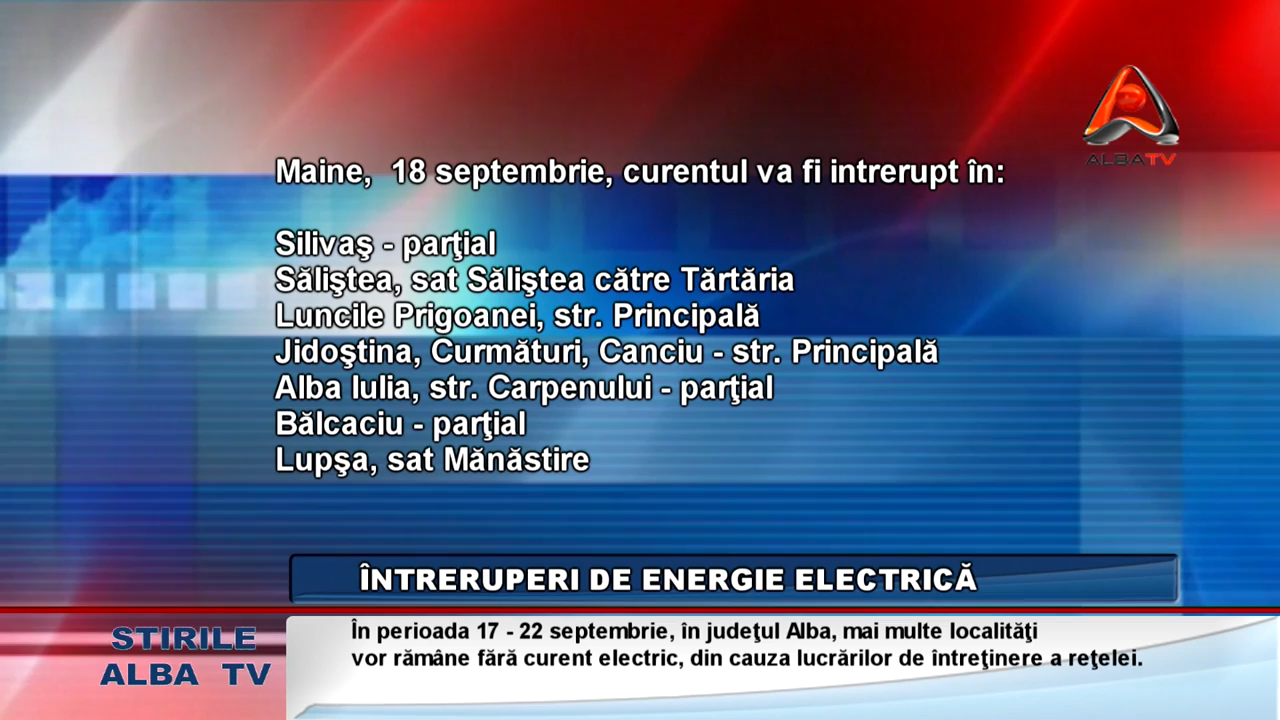 ALBATV
Maine, 18 septembrie, curentul va fi intrerupt în:
Silivaş - parţial
Săliştea, sat Săliştea către Tărtăria
Luncile Prigoanei, str. Principală
Jidoştina, Curmături, Canciu - str. Principală
Alba Iulia, str. Carpenului - parţial
Bălcaciu - parţial
Lupşa, sat Mănăstire
ÎNTRERUPERI DE ENERGIE ELECTRICĂ
STIRILE
ALBA TV
În perioada 17 - 22 septembrie, în judeţul Alba, mai multe localităţi
vor rămâne fără curent electric, din cauza lucrărilor de întreţinere a reţelei.